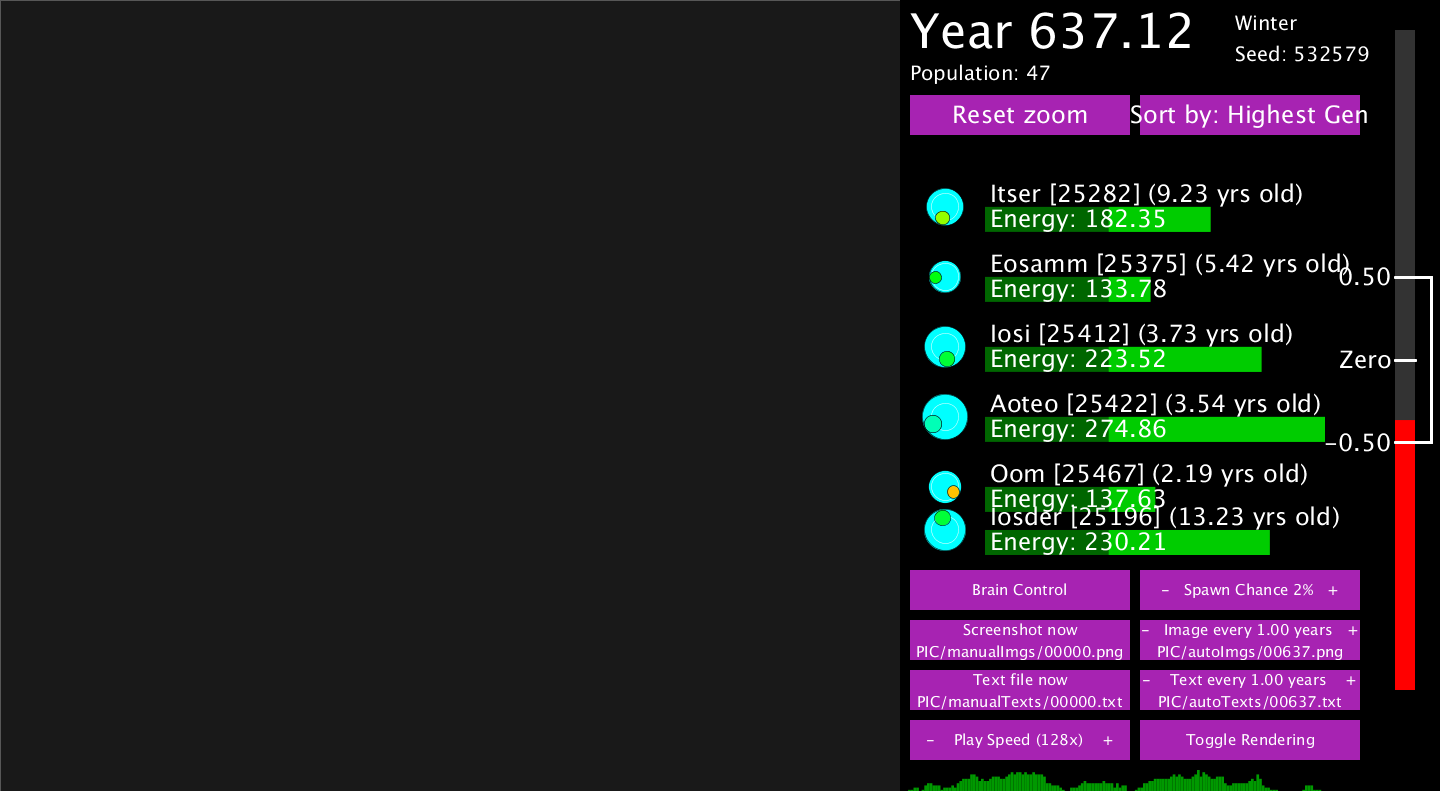 Year 637.12
Winter
Seed: 532579
Population: 47
Reset zoom
Sort by: Highest Gen
Itser [25282] (9.23 yrs old)
Energy: 182.35
Eosamm [25375] (5.42 yrs old)
Energy: 133.78
Iosi [25412] (3.73 yrs old)
Energy: 223.52
Aoteo [25422] (3.54 yrs old)
Energy: 274.86
Oom [25467] (2.19 yrs old)
Energy: 137.63
Iosder [25196] (13.23 yrs old)
Energy: 230.21
0.50
Zero
-0.50
Brain Control
- Spawn Chance 2% +
Screenshot now
PIC/manualImgs/00000.png
- Image every 1.00 years +
PIC/autoImgs/00637.png
Text file now
PIC/manualTexts/00000.txt
- Text every 1.00 years +
PIC/autoTexts/00637.txt
- Play Speed (128x) +
Toggle Rendering